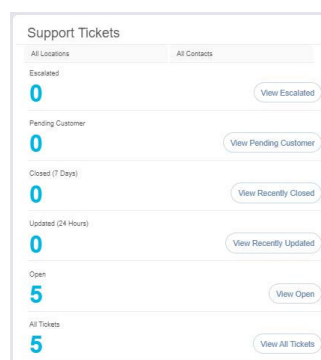 Support Tickets
All Locations All Contacts
Escalated
0 View Escalated
Pending Customer
0 View Pending Customer
Closed (7 Days)
0 View Recently Closed
Updated (24 Hours)
0 View Recently Updated
Open
5 View Open
All Tickets
5 View All Tickets